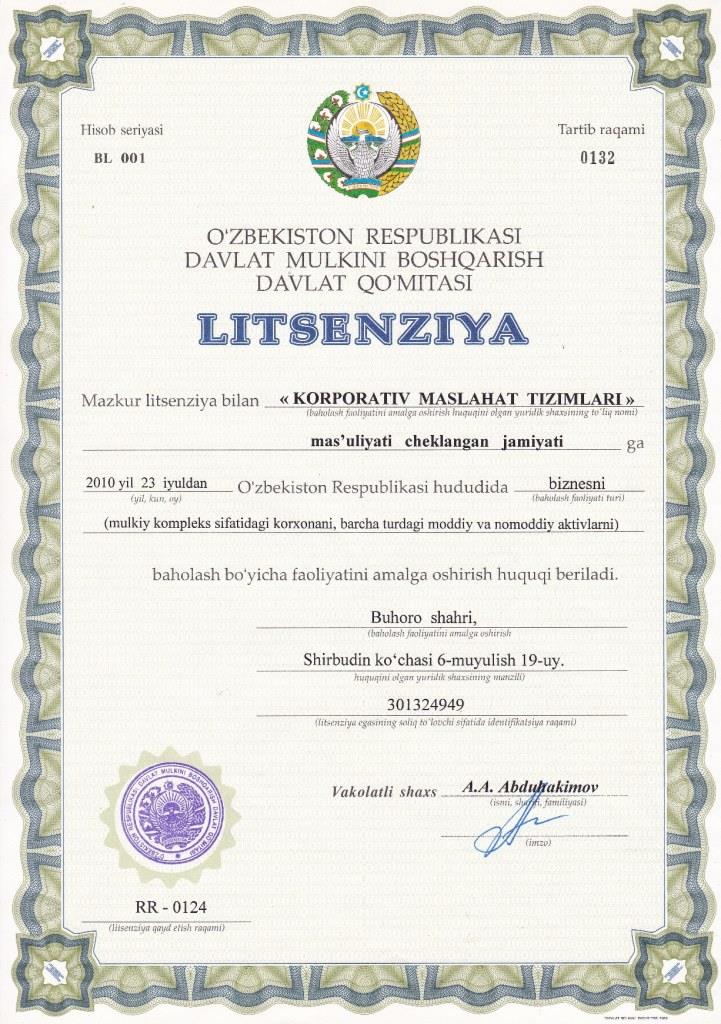 Hisob seriyasi
BL 001
Tartib raqami
0132
O'ZBEKISTON RESPUBLIKASI
DAVLAT MULKINI BOSHQARISH
DAVLAT QO'MITASI
LITSENZIYA
Mazkur litsenziya bilan « KORPORATIV MASLAHAT TIZIMLARI »
(baholash faoliyatini amalga oshirish huquqini olgan yuridik shaxsining to'liq nomi)
mas'uliyati cheklangan jamiyati ga
2010 yil 23 iyuldan O'zbekiston Respublikasi hududida biznesni
(yil, kun, oy) (baholash faoliyati turi)
(mulkiy kompleks sifatidagi korxonani, barcha turdagi moddiy va nomoddiy aktivlarni)
baholash bo'yicha faoliyatini amalga oshirish huquqi beriladi.
Buhoro shahri,
(baholash faoliyatini amalga oshirish
Shirbudin ko'chasi 6-muyulish 19-uy.
huquqini olgan yuridik shaxsining manzili)
301324949
(litsenziya egasining soliq to'lovchi sifatida identifikatsiya raqami)
Vakolatli shaxs A.A. Abduhakimov
(ismi, sharifi, familiyasi)
(imzo)
O'ZBEKISTON RESPUBLIKASI DAVLAT MULKINI BOSHQARISH DAVLAT QO'MITASI
RR - 0124
(litsenziya qayd etish raqami)